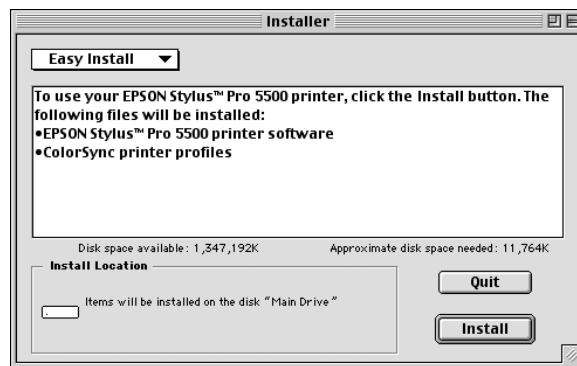 Installer
Easy Install
To use your EPSON Stylus™ Pro 5500 printer, click the Install button. The
following files will be installed:
•EPSON Stylus™ Pro 5500 printer software
•ColorSync printer profiles
Disk space available: 1,347,192K Approximate disk space needed: 11,764K
Install Location
Items will be installed on the disk “Main Drive”
Quit
Install